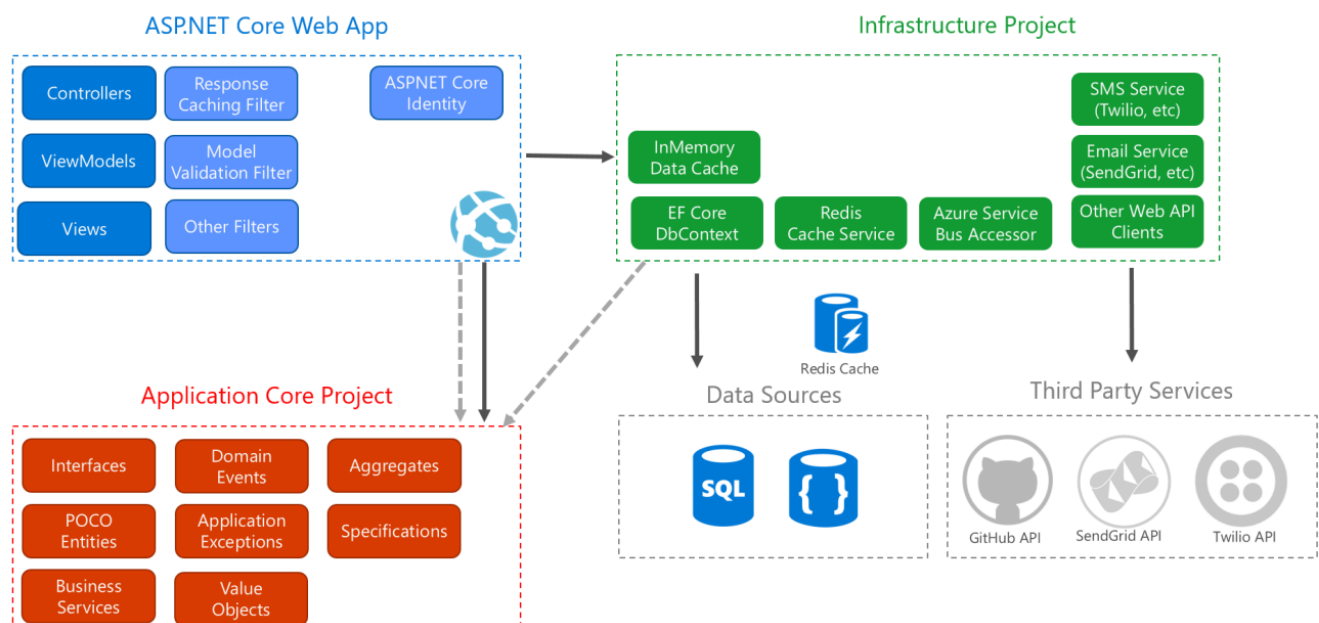 ASP.NET Core Web App
Controllers
Response
Caching Filter
ASP.NET Core
Identity
ViewModels
Model
Validation Filter
Views
Other Filters
Infrastructure Project
SMS Service
(Twilio, etc)
InMemory
Data Cache
Email Service
(SendGrid, etc)
EF Core
DbContext
Redis
Cache Service
Azure Service
Bus Accessor
Other Web API
Clients
Redis Cache
Application Core Project
Interfaces
Domain
Events
Aggregates
POCO
Entities
Application
Exceptions
Specifications
Business
Services
Value
Objects
Data Sources
SQL
{ }
Third Party Services
GitHub API
SendGrid API
Twilio API